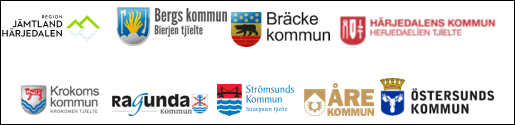 REGION
JÄMTLAND
HÄRJEDALEN
Bergs kommun
Bierjen tjïelte
Bräcke
kommun
HÄRJEDALENS KOMMUN
HERJEDAELIEN TJÏELTE
Krokoms
kommun
KROKOMEN TJÏELTE
Ragunda
Kommun
Strömsunds
Kommun
Straejmien tjïelte
ÅRE
KOMMUN
ÖSTERSUNDS
KOMMUN